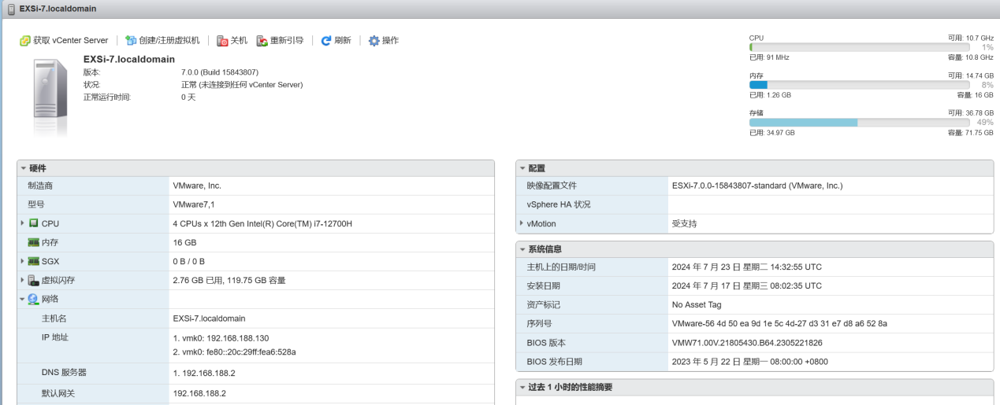 EXSi-7.localdomain
获取 vCenter Server 创建/注册虚拟机 关机 重新引导 刷新 操作
EXSi-7.localdomain
版本: 7.0.0 (Build 15843807)
状况: 正常 (未连接到任何 vCenter Server)
正常运行时间: 0 天
CPU 可用: 10.7 GHz
1%
已用: 91 MHz 容量: 10.8 GHz
内存 可用: 14.74 GB
8%
已用: 1.26 GB 容量: 16 GB
存储 可用: 36.78 GB
49%
已用: 34.97 GB 容量: 71.75 GB
硬件
制造商 VMware, Inc.
型号 VMware7,1
CPU 4 CPUs x 12th Gen Intel(R) Core(TM) i7-12700H
内存 16 GB
SGX 0 B / 0 B
虚拟闪存 2.76 GB 已用, 119.75 GB 容量
网络
主机名 EXSi-7.localdomain
IP 地址 1. vmk0: 192.168.188.130
2. vmk0: fe80::20c:29ff:fea6:528a
DNS 服务器 1. 192.168.188.2
默认网关 192.168.188.2
配置
映像配置文件 ESXi-7.0.0-15843807-standard (VMware, Inc.)
vSphere HA 状况
vMotion 受支持
系统信息
主机上的日期/时间 2024 年 7 月 23 日 星期二 14:32:55 UTC
安装日期 2024 年 7 月 17 日 星期三 08:02:35 UTC
资产标记 No Asset Tag
序列号 VMware-56 4d 50 ea 9d 1e 5c 4d-27 d3 31 e7 d8 a6 52 8a
BIOS 版本 VMW71.00V.21805430.B64.2305221826
BIOS 发布日期 2023 年 5 月 22 日 星期一 08:00:00 +0800
过去 1 小时的性能摘要